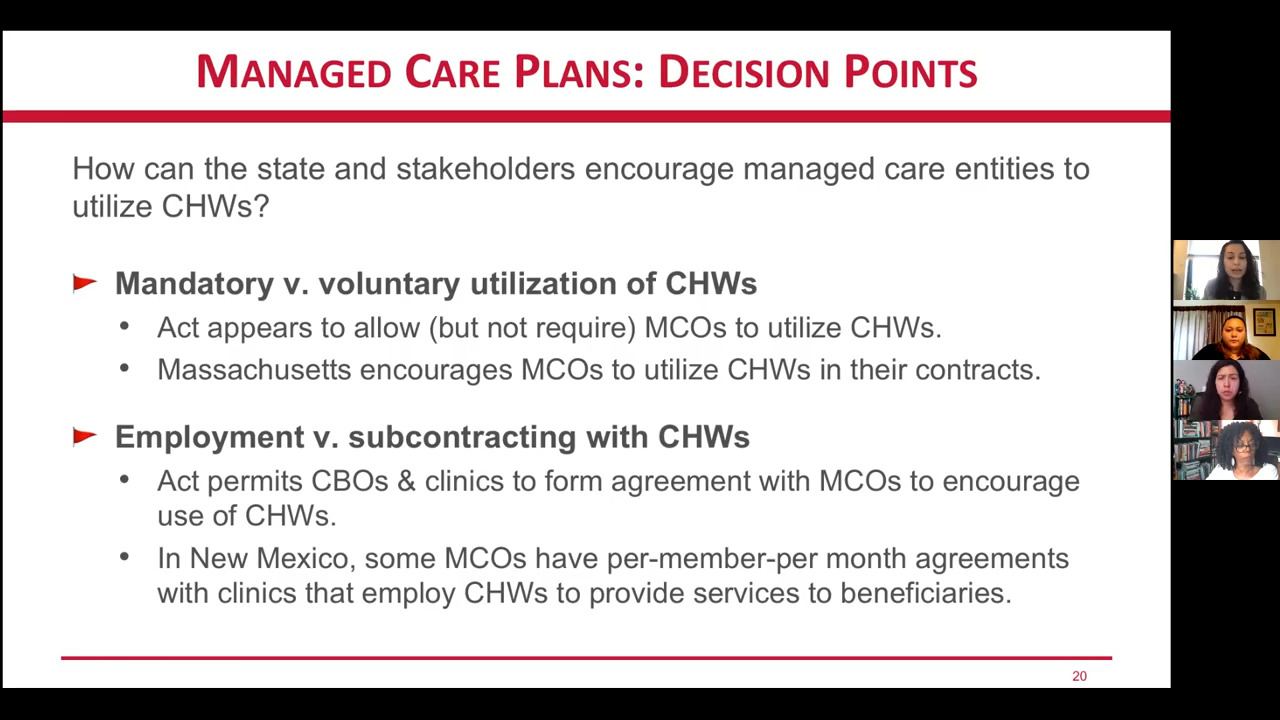 MANAGED CARE PLANS: DECISION POINTS
How can the state and stakeholders encourage managed care entities to
utilize CHWs?
Mandatory v. voluntary utilization of CHWs
• Act appears to allow (but not require) MCOs to utilize CHWs.
• Massachusetts encourages MCOs to utilize CHWs in their contracts.
Employment v. subcontracting with CHWs
• Act permits CBOs & clinics to form agreement with MCOs to encourage
use of CHWs.
• In New Mexico, some MCOs have per-member-per month agreements
with clinics that employ CHWs to provide services to beneficiaries.
20